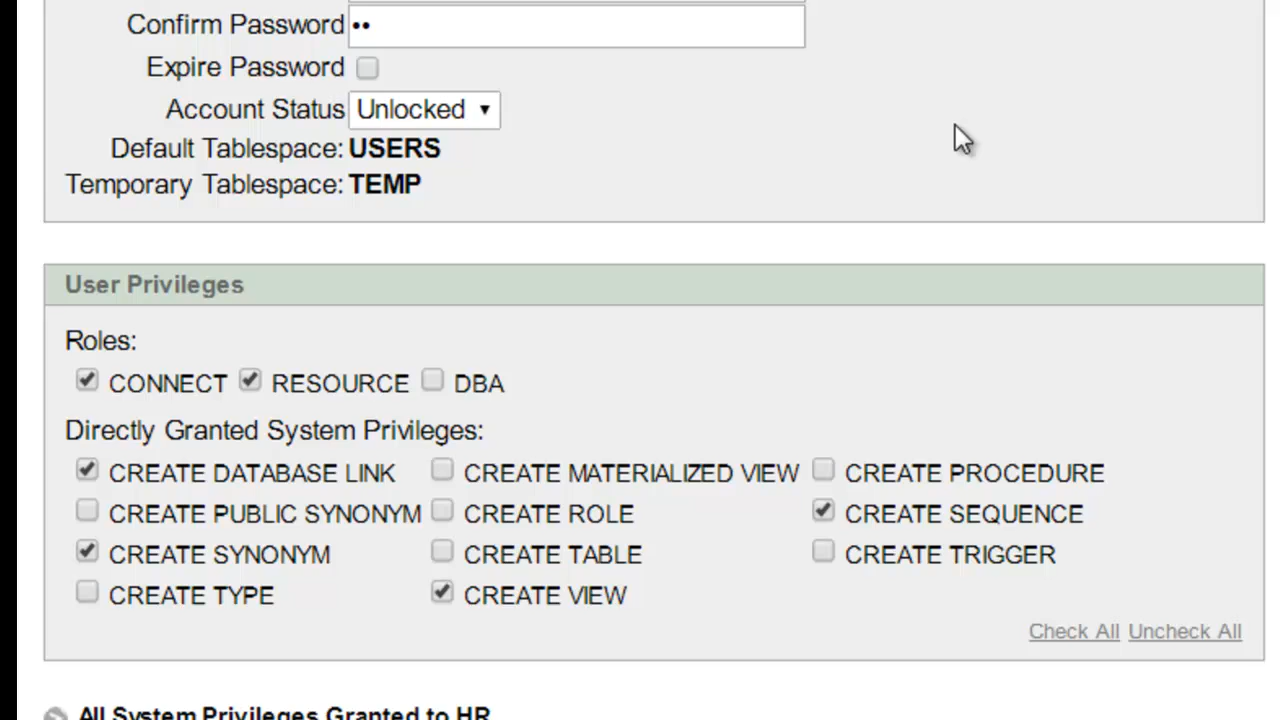 Confirm Password ••
Expire Password
Account Status Unlocked
Default Tablespace: USERS
Temporary Tablespace: TEMP
User Privileges
Roles:
CONNECT RESOURCE DBA
Directly Granted System Privileges:
CREATE DATABASE LINK CREATE MATERIALIZED VIEW CREATE PROCEDURE
CREATE PUBLIC SYNONYM CREATE ROLE CREATE SEQUENCE
CREATE SYNONYM CREATE TABLE CREATE TRIGGER
CREATE TYPE CREATE VIEW
Check All Uncheck All
All System Privileges Granted to HR